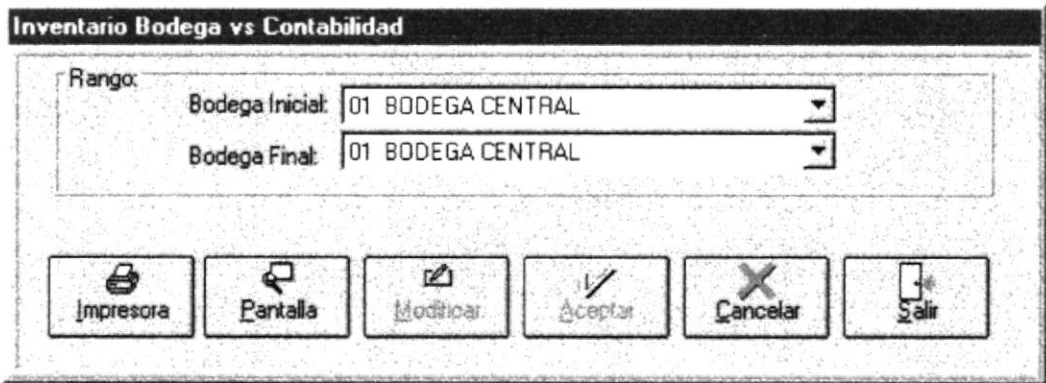 Inventario Bodega vs Contabilidad
Rango:
Bodega Inicial: 01 BODEGA CENTRAL
Bodega Final: 01 BODEGA CENTRAL
Impresora Pantalla Modificar Aceptar Cancelar Salir